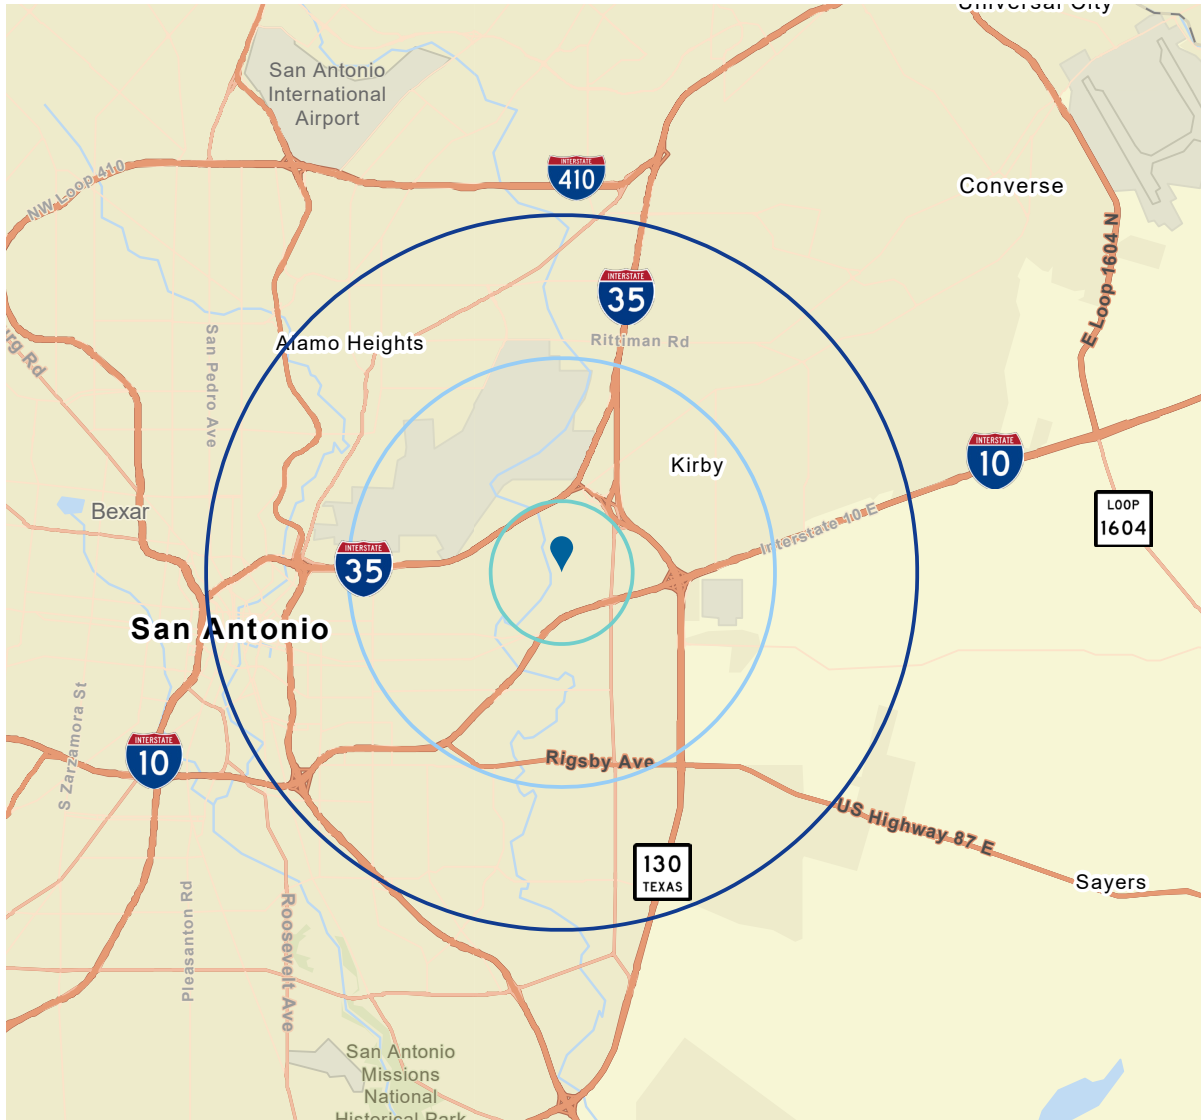 Universal City
San Antonio
International
Airport
NW Loop 410
INTERSTATE
410
Converse
E Loop 1604 N
INTERSTATE
35
Rittiman Rd
Alamo Heights
San Pedro Ave
urg Rd
Kirby
INTERSTATE
10
Interstate 10 E
LOOP
1604
Bexar
INTERSTATE
35
San Antonio
S Zarzamora St
INTERSTATE
10
Rigsby Ave
US Highway 87 E
130
TEXAS
Sayers
Pleasanton Rd
Roosevelt Ave
San Antonio
Missions
National
Historical Park